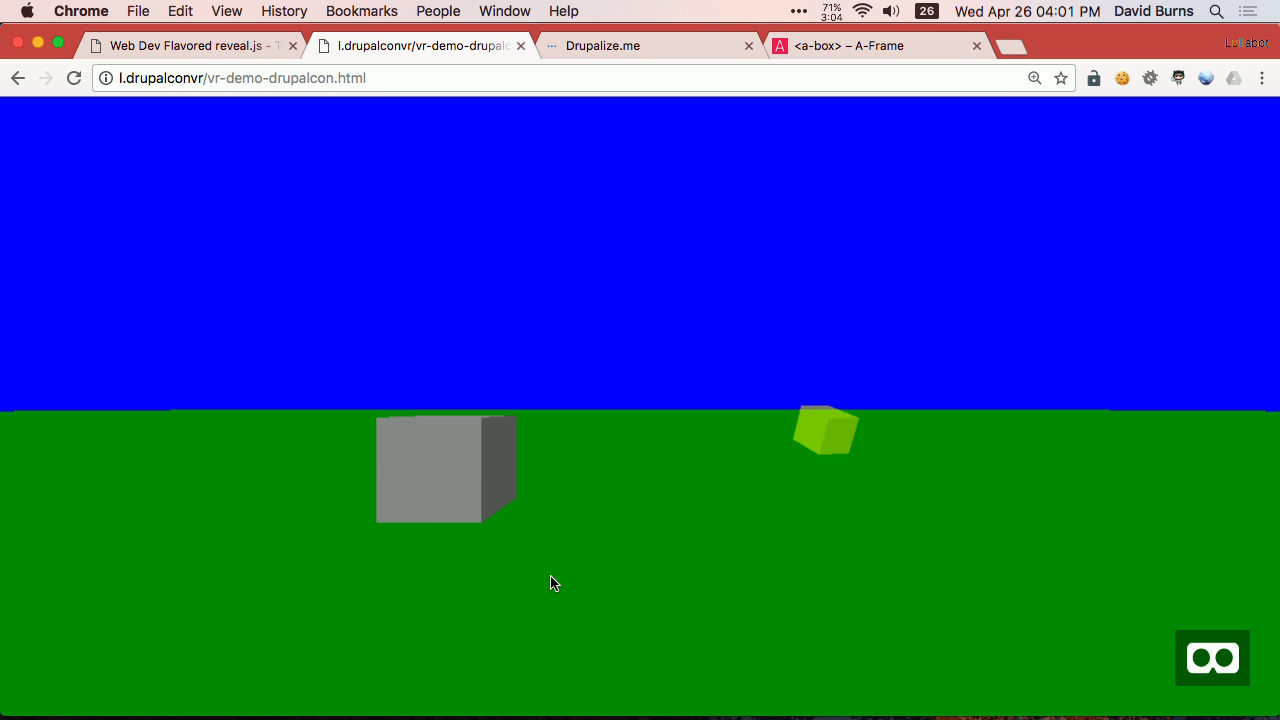 Chrome File Edit View History Bookmarks People Window Help ••• 71% 3:04 26 Wed Apr 26 04:01 PM David Burns
Web Dev Flavored reveal.js - T l.drupalconvr/vr-demo-drupalc Drupalize.me A <a-box> – A-Frame Lullabot
l.drupalconvr/vr-demo-drupalcon.html